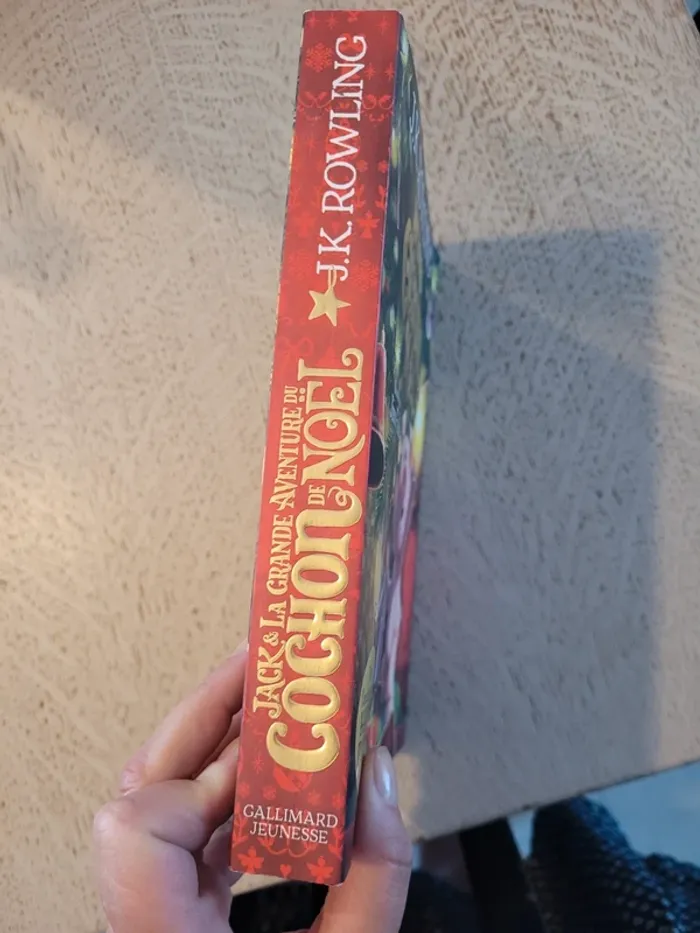 JACK & LA GRANDE AVENTURE DU
COCHON DE NOËL
J.K. ROWLING
GALLIMARD
JEUNESSE